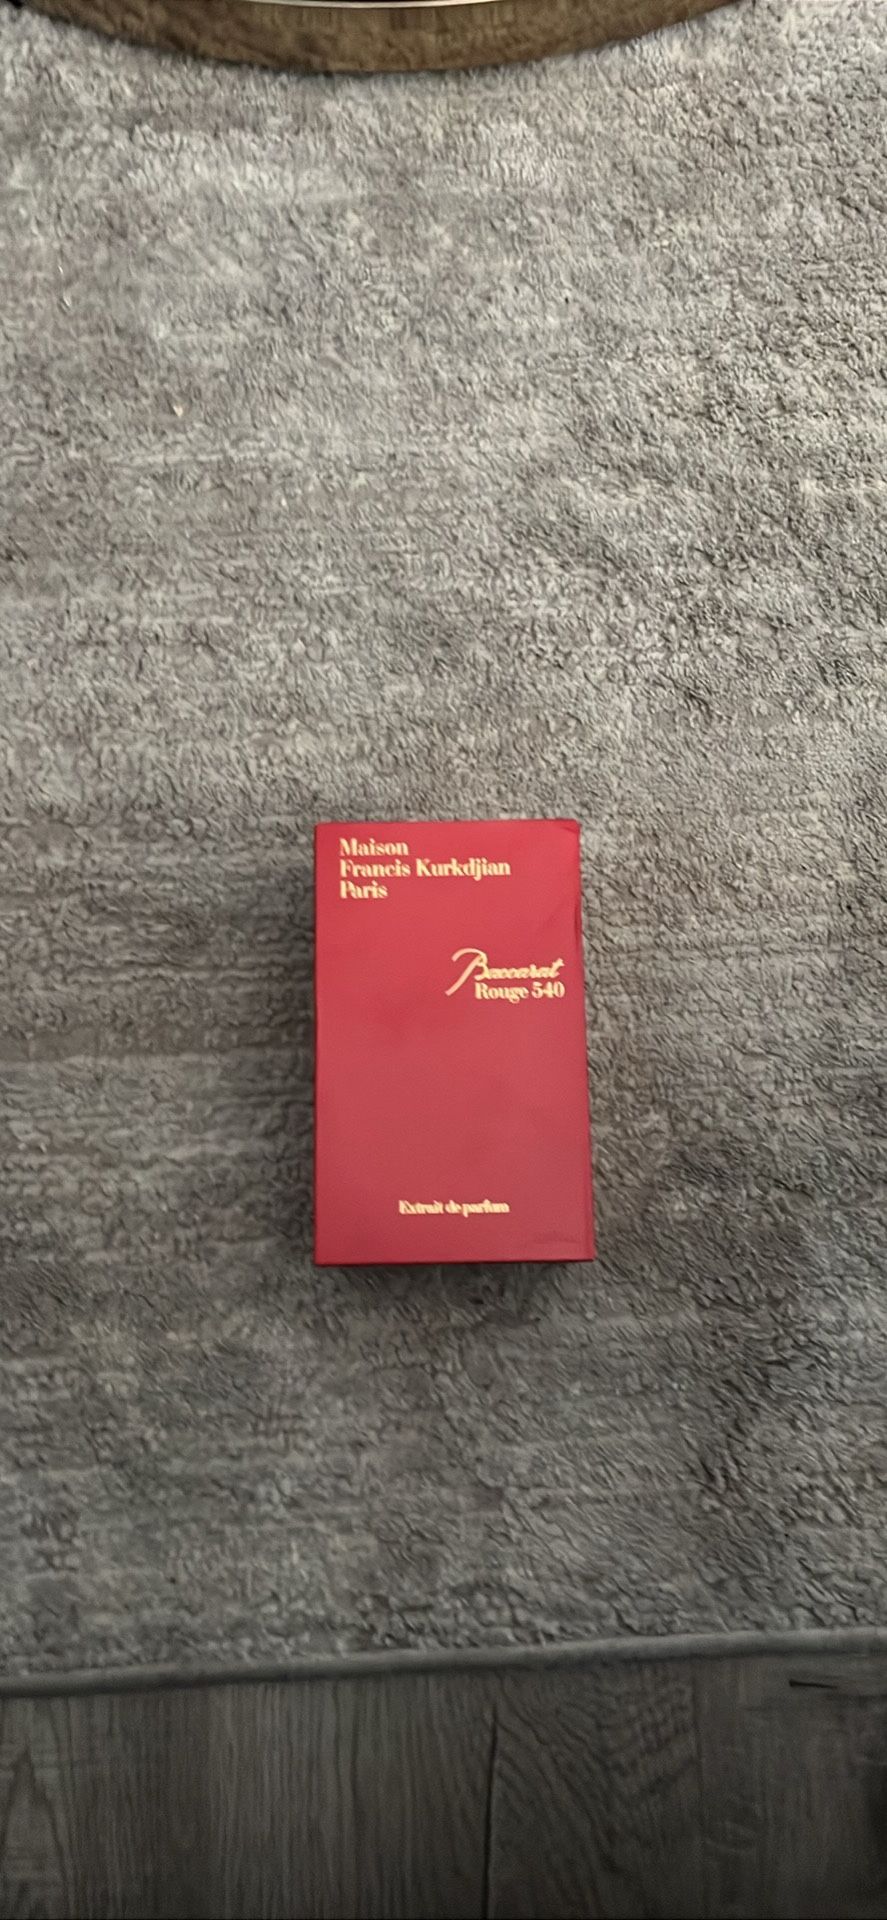 Maison
Francis Kurkdjian
Paris
Baccarat
Rouge 540
Extrait de parfum